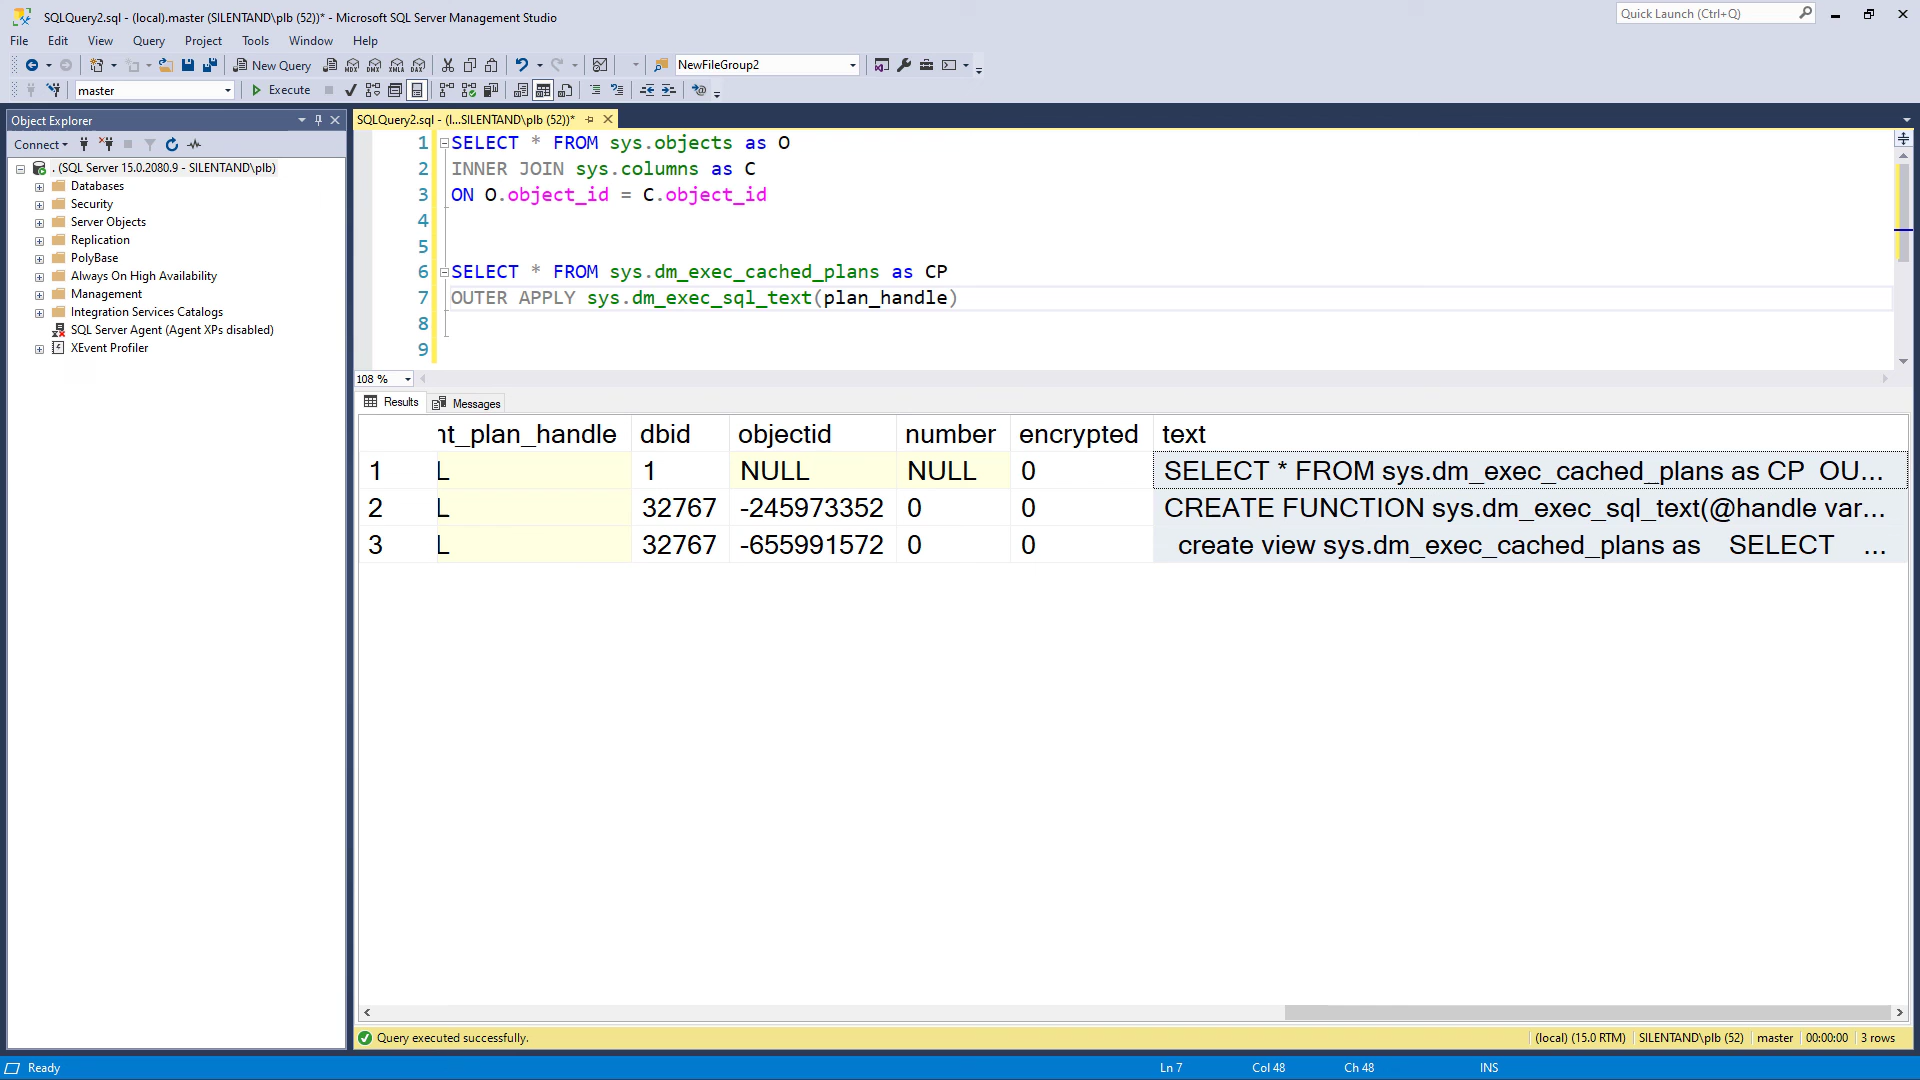 SQLQuery2.sql - (local).master (SILENTAND\plb (52))* - Microsoft SQL Server Management Studio
Quick Launch (Ctrl+Q)
File Edit View Query Project Tools Window Help
New Query
MDX DMX XMLA DAX
NewFileGroup2
master
Execute
Object Explorer
SQLQuery2.sql - (l...SILENTAND\plb (52))*
Connect
. (SQL Server 15.0.2080.9 - SILENTAND\plb)
Databases
Security
Server Objects
Replication
PolyBase
Always On High Availability
Management
Integration Services Catalogs
SQL Server Agent (Agent XPs disabled)
XEvent Profiler
1 SELECT * FROM sys.objects as O
2 INNER JOIN sys.columns as C
3 ON O.object_id = C.object_id
4
5
6 SELECT * FROM sys.dm_exec_cached_plans as CP
7 OUTER APPLY sys.dm_exec_sql_text(plan_handle)
8
9
108 %
Results Messages
nt_plan_handle dbid objectid number encrypted text
1 L 1 NULL NULL 0 SELECT * FROM sys.dm_exec_cached_plans as CP OU...
2 L 32767 -245973352 0 0 CREATE FUNCTION sys.dm_exec_sql_text(@handle var...
3 L 32767 -655991572 0 0 create view sys.dm_exec_cached_plans as SELECT ...
Query executed successfully.
(local) (15.0 RTM) SILENTAND\plb (52) master 00:00:00 3 rows
Ready
Ln 7 Col 48 Ch 48 INS